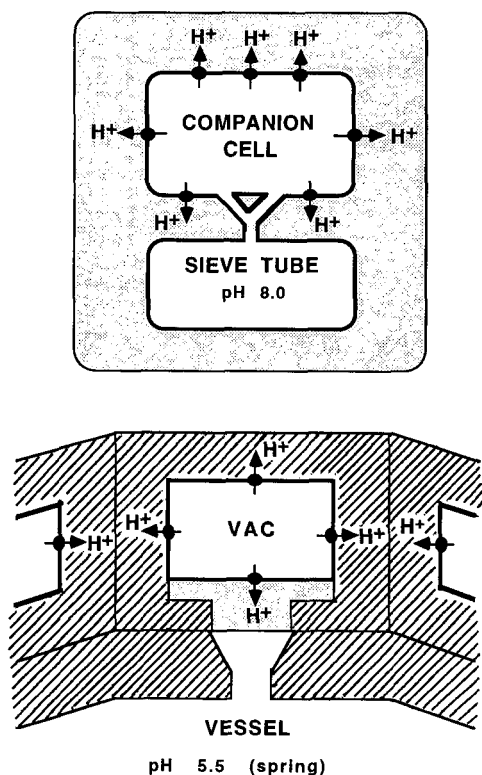 H+ H+ H+
H+ COMPANION CELL H+
H+ H+
SIEVE TUBE
pH 8.0
H+
H+ H+ VAC H+ H+
H+
VESSEL
pH 5.5 (spring)